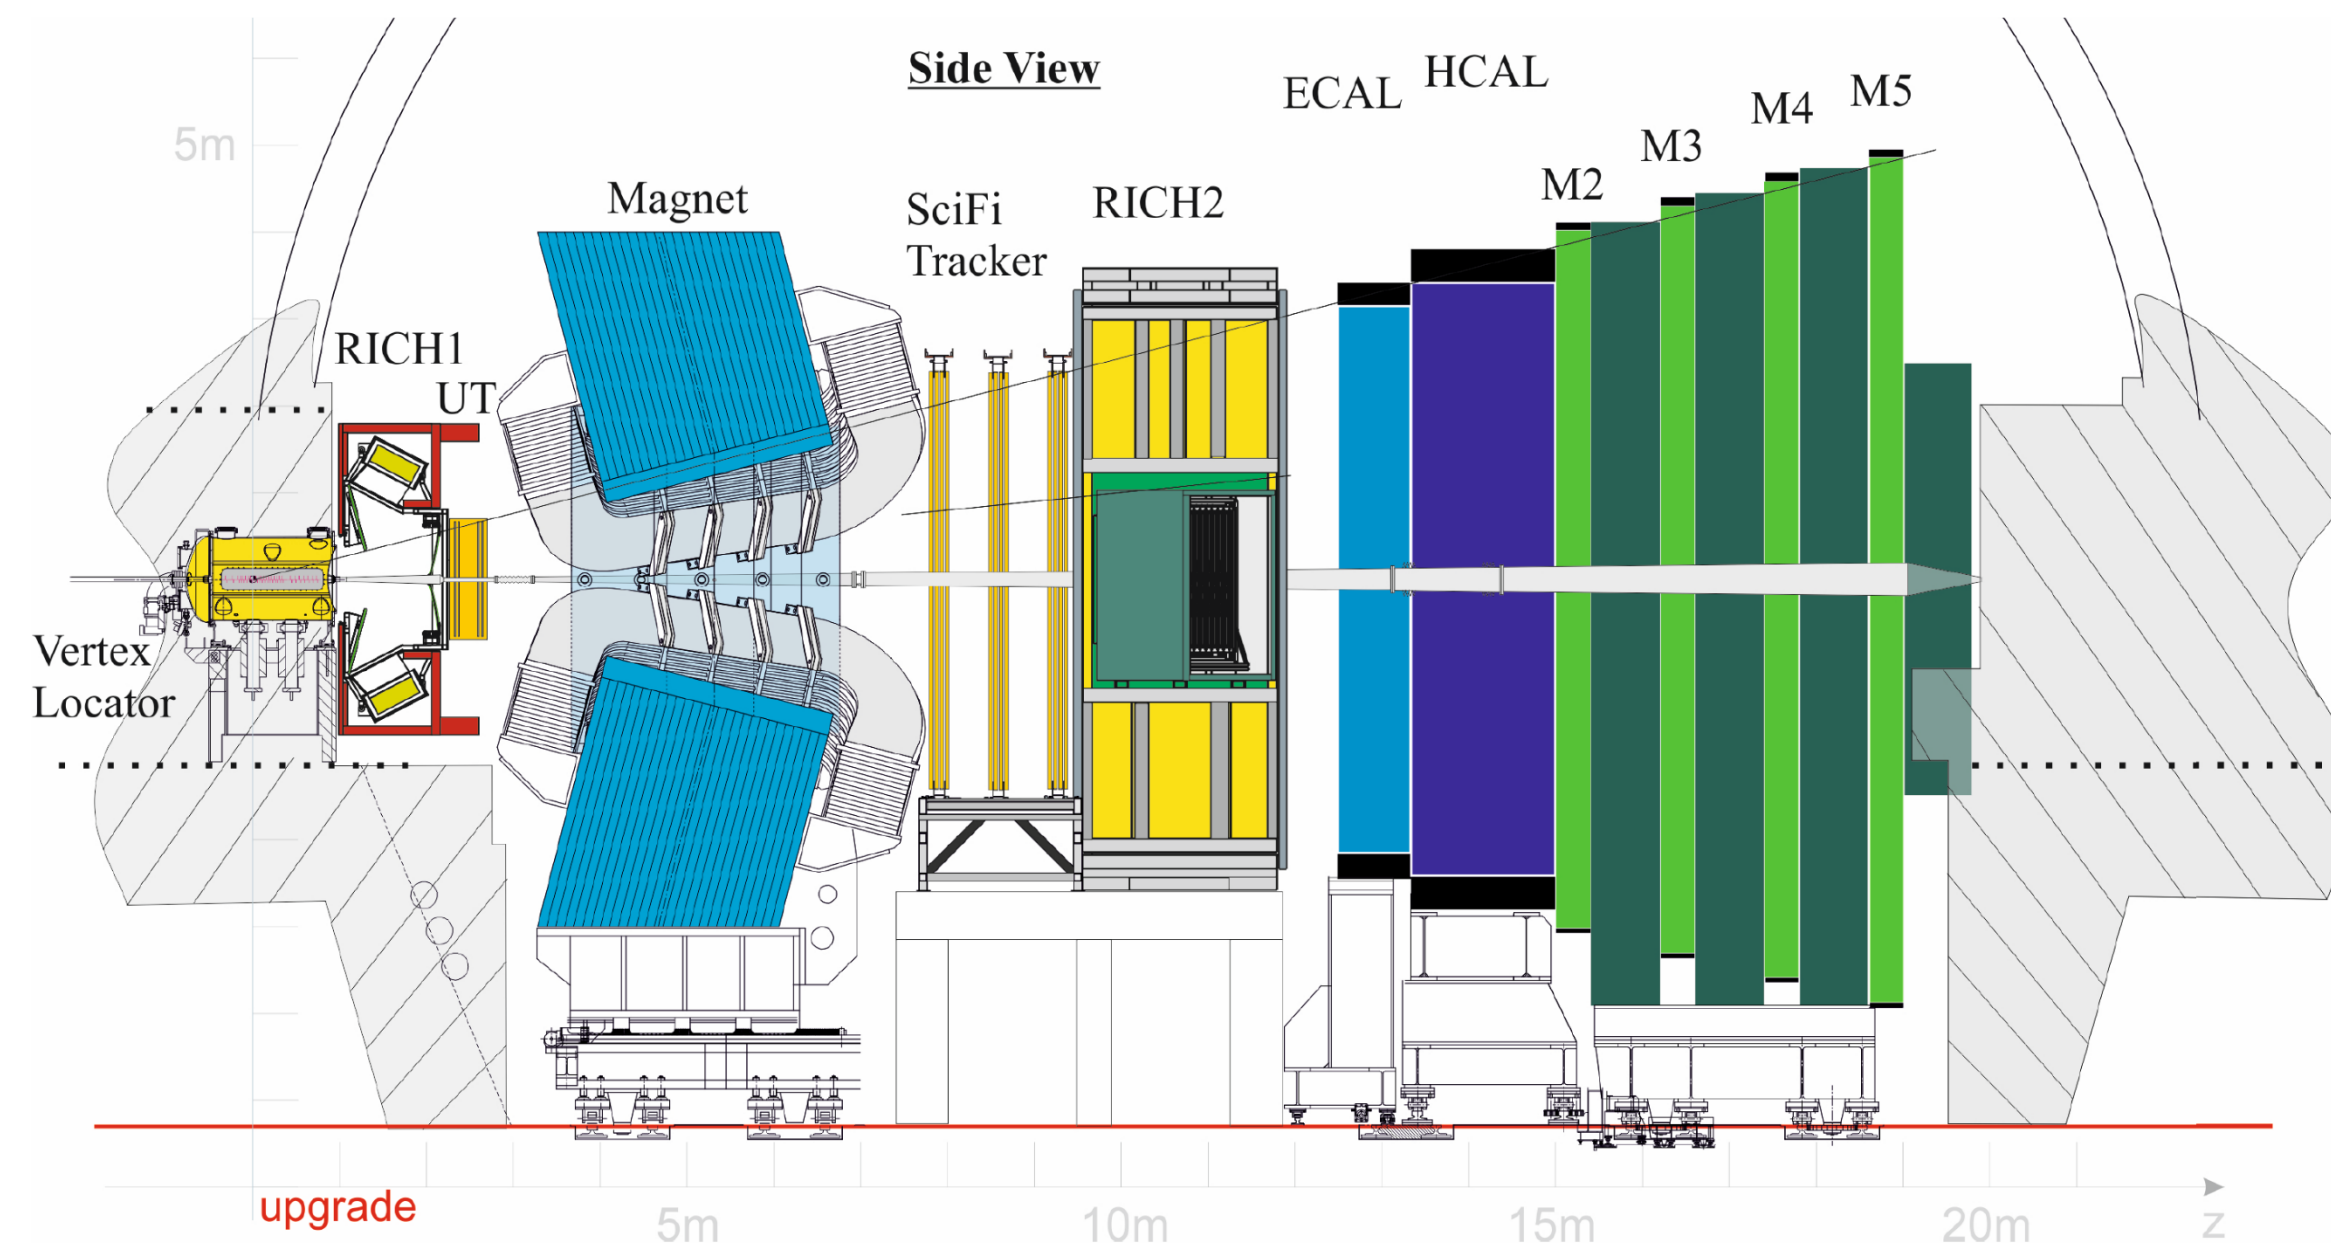 Side View
ECAL
HCAL
M5
M4
M3
M2
5m
Magnet
SciFi
Tracker
RICH2
RICH1
UT
Vertex
Locator
upgrade
5m
10m
15m
20m
z